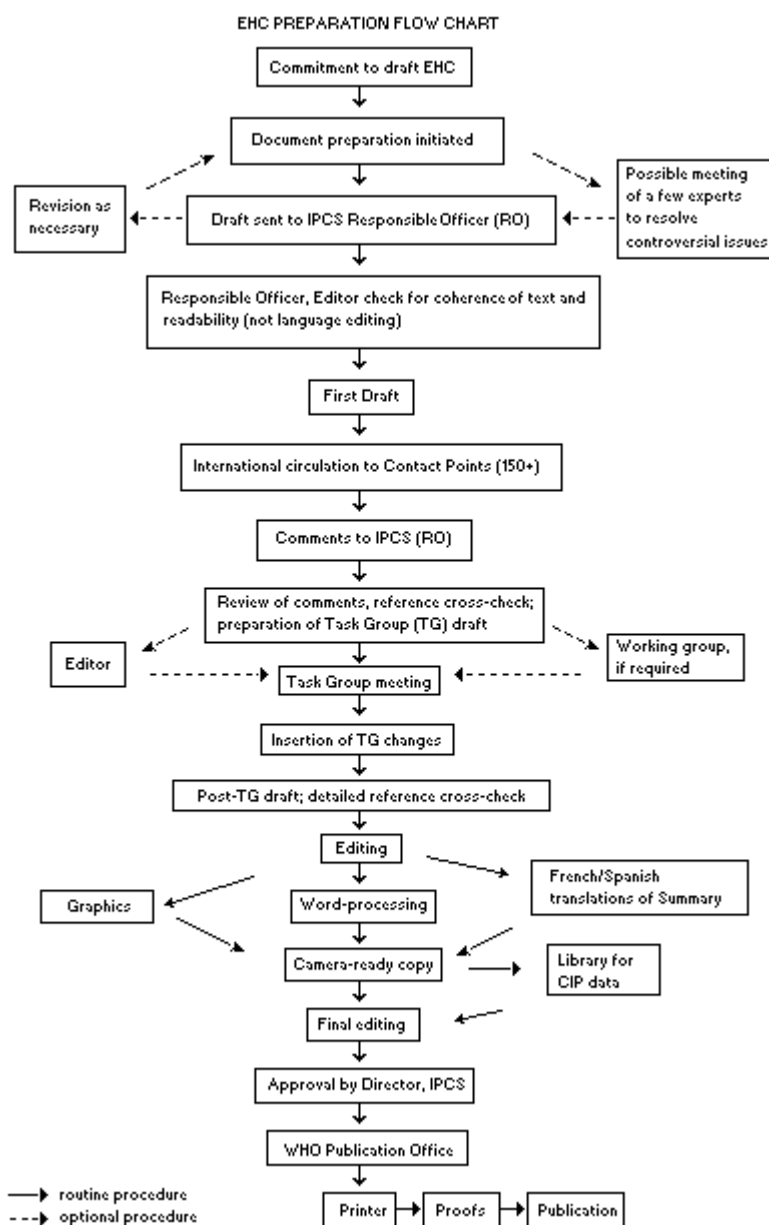 EHC PREPARATION FLOW CHART
Commitment to draft EHC
Document preparation initiated
Possible meeting
of a few experts
to resolve
controversial issues
Revision as
necessary
Draft sent to IPCS Responsible Officer (RO)
Responsible Officer, Editor check for coherence of text and
readability (not language editing)
First Draft
International circulation to Contact Points (150+)
Comments to IPCS (RO)
Review of comments, reference cross-check;
preparation of Task Group (TG) draft
Editor
Working group,
if required
Task Group meeting
Insertion of TG changes
Post-TG draft; detailed reference cross-check
Editing
French/Spanish
translations of Summary
Graphics
Word-processing
Camera-ready copy
Library for
CIP data
Final editing
Approval by Director, IPCS
WHO Publication Office
routine procedure
optional procedure
Printer
Proofs
Publication